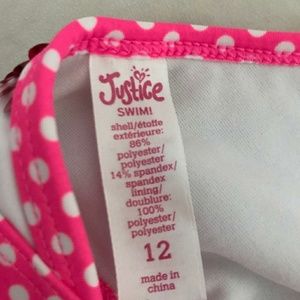 Justice
SWIM!
shell/étoffe
extérieure:
86%
polyester/
polyester
14% spandex/
spandex
lining/
doublure:
100%
polyester/
polyester
12
made in
china